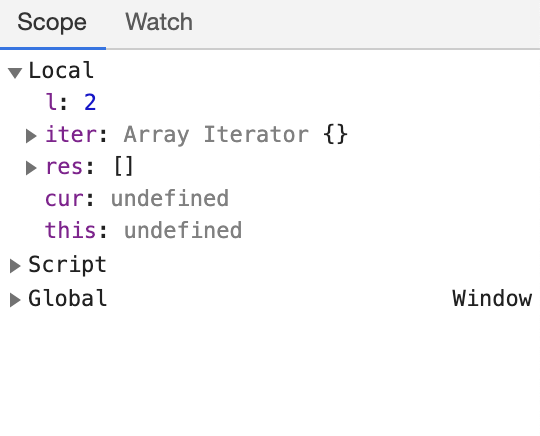 Scope Watch
Local
l: 2
iter: Array Iterator {}
res: []
cur: undefined
this: undefined
Script
Global Window